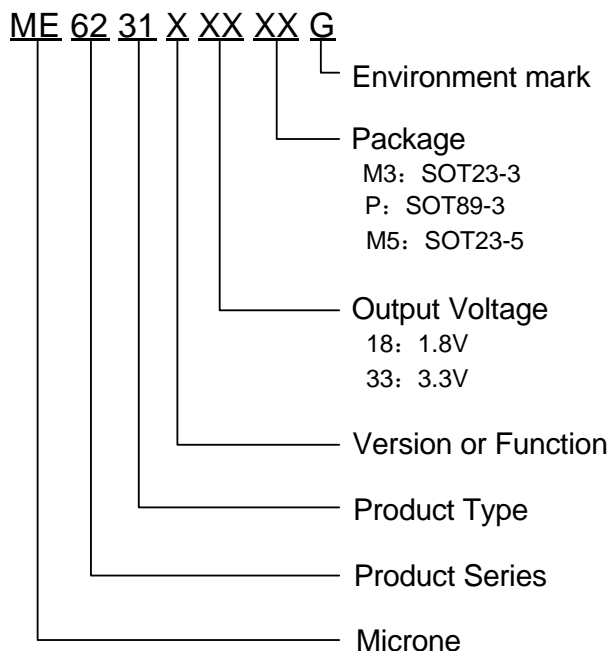 ME 62 31 X XX XX G
Environment mark
Package
M3：SOT23-3
P：SOT89-3
M5：SOT23-5
Output Voltage
18：1.8V
33：3.3V
Version or Function
Product Type
Product Series
Microne